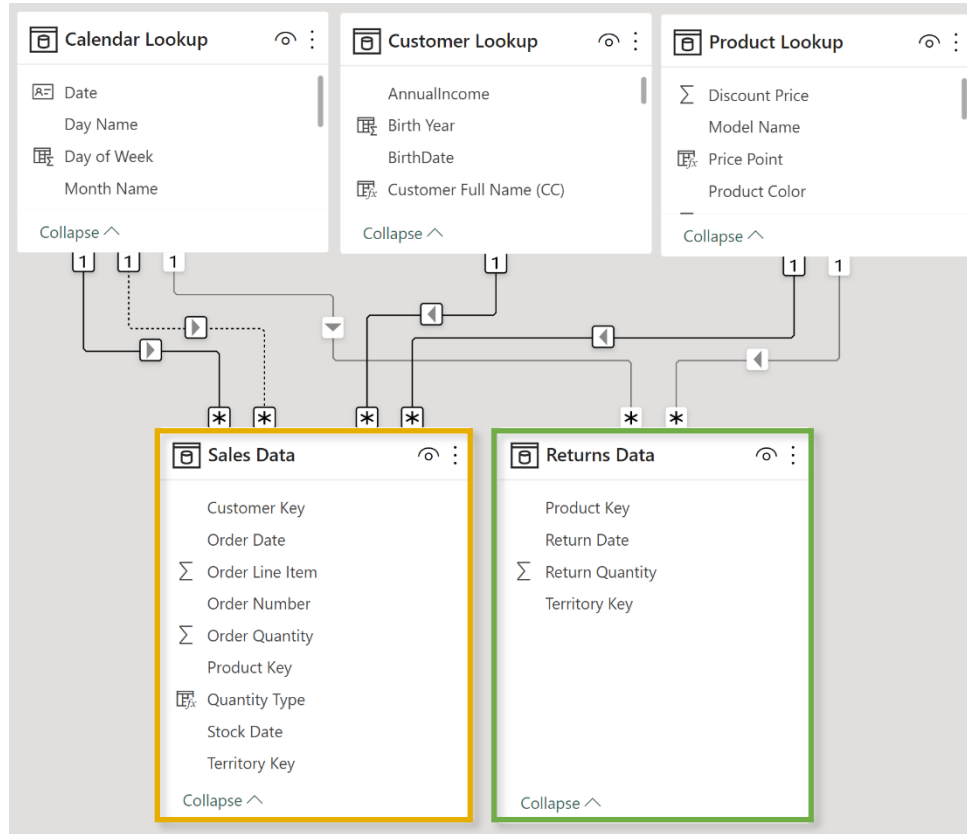 Calendar Lookup
Date
Day Name
Day of Week
Month Name
Collapse
Customer Lookup
AnnualIncome
Birth Year
BirthDate
Customer Full Name (CC)
Collapse
Product Lookup
Discount Price
Model Name
Price Point
Product Color
Collapse
1 1 1 1 1 1
* * * * * *
Sales Data
Customer Key
Order Date
Σ Order Line Item
Order Number
Σ Order Quantity
Product Key
Quantity Type
Stock Date
Territory Key
Collapse
Returns Data
Product Key
Return Date
Σ Return Quantity
Territory Key
Collapse